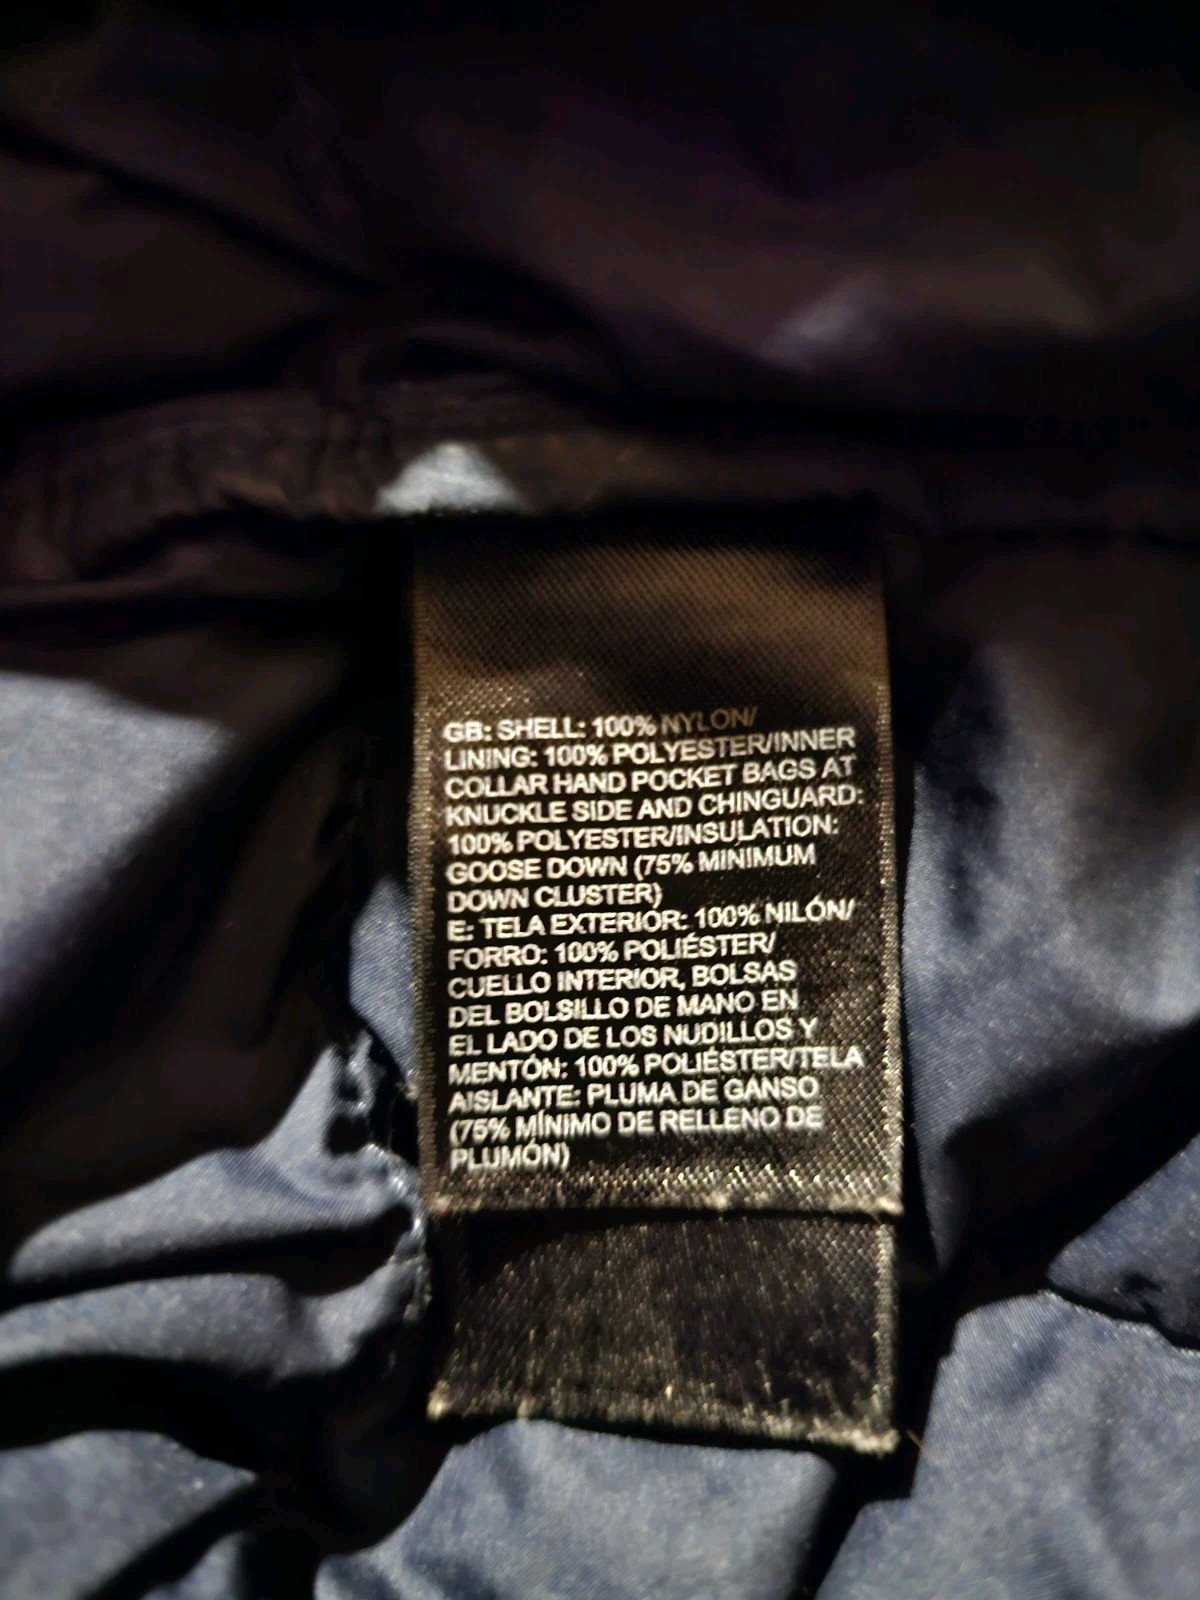 GB: SHELL: 100% NYLON/
LINING: 100% POLYESTER/INNER
COLLAR HAND POCKET BAGS AT
KNUCKLE SIDE AND CHINGUARD:
100% POLYESTER/INSULATION:
GOOSE DOWN (75% MINIMUM
DOWN CLUSTER)
E: TELA EXTERIOR: 100% NILÓN/
FORRO: 100% POLIÉSTER/
CUELLO INTERIOR, BOLSAS
DEL BOLSILLO DE MANO EN
EL LADO DE LOS NUDILLOS Y
MENTÓN: 100% POLIÉSTER/TELA
AISLANTE: PLUMA DE GANSO
(75% MÍNIMO DE RELLENO DE
PLUMÓN)